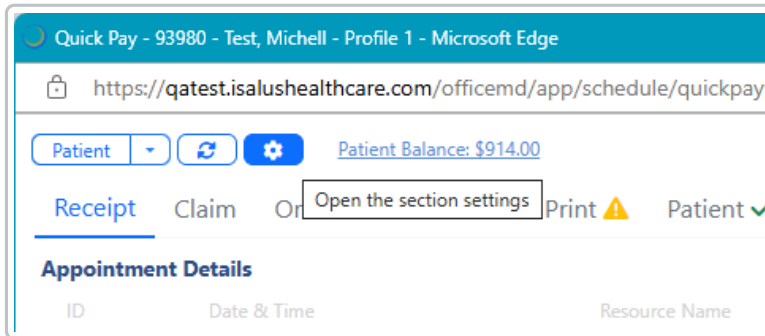 Quick Pay - 93980 - Test, Michell - Profile 1 - Microsoft Edge
https://qatest.isalushealthcare.com/officemd/app/schedule/quickpay
Patient Patient Balance: $914.00
Open the section settings
Receipt Claim Print Patient
Appointment Details
ID Date & Time Resource Name